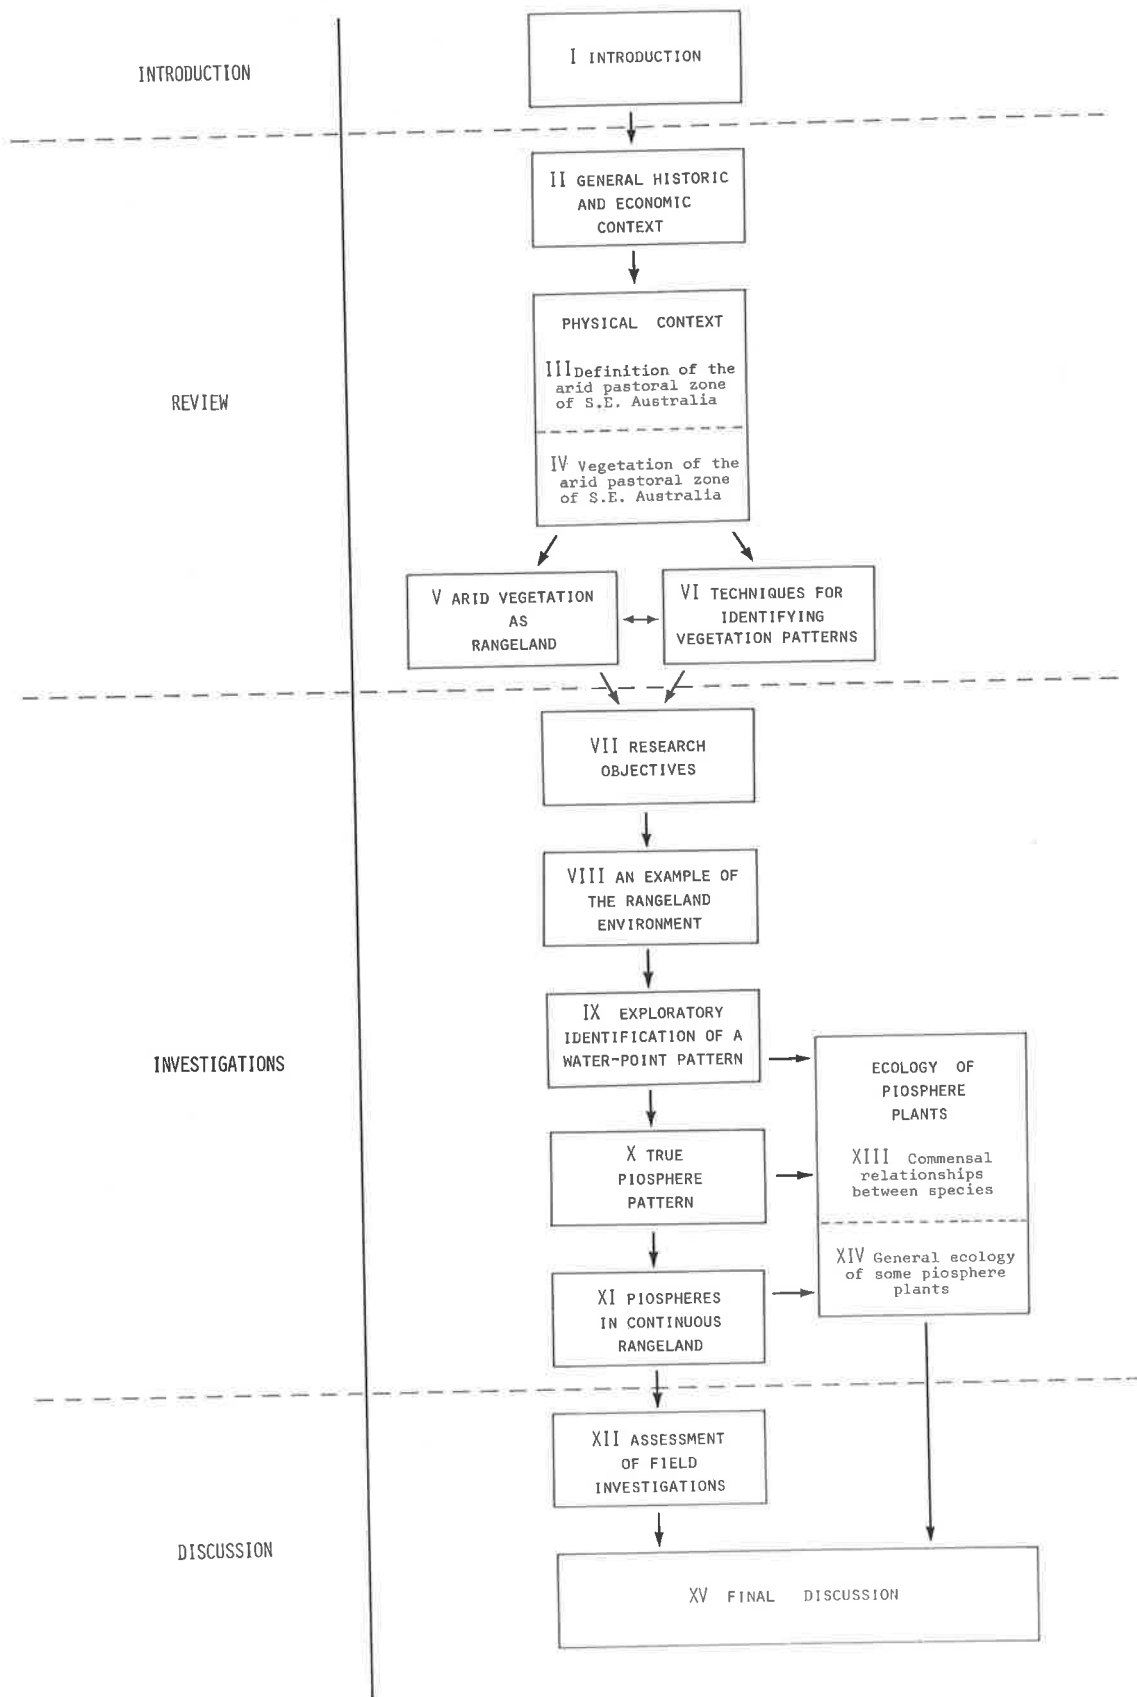 INTRODUCTION
I INTRODUCTION
II GENERAL HISTORIC
AND ECONOMIC
CONTEXT
REVIEW
PHYSICAL CONTEXT
III Definition of the
arid pastoral zone
of S.E. Australia
IV Vegetation of the
arid pastoral zone
of S.E. Australia
V ARID VEGETATION
AS
RANGELAND
VI TECHNIQUES FOR
IDENTIFYING
VEGETATION PATTERNS
VII RESEARCH
OBJECTIVES
VIII AN EXAMPLE OF
THE RANGELAND
ENVIRONMENT
INVESTIGATIONS
IX EXPLORATORY
IDENTIFICATION OF A
WATER-POINT PATTERN
X TRUE
PIOSPHERE
PATTERN
XI PIOSPHERES
IN CONTINUOUS
RANGELAND
ECOLOGY OF
PIOSPHERE
PLANTS
XIII Commensal
relationships
between species
XIV General ecology
of some piosphere
plants
DISCUSSION
XII ASSESSMENT
OF FIELD
INVESTIGATIONS
XV FINAL DISCUSSION